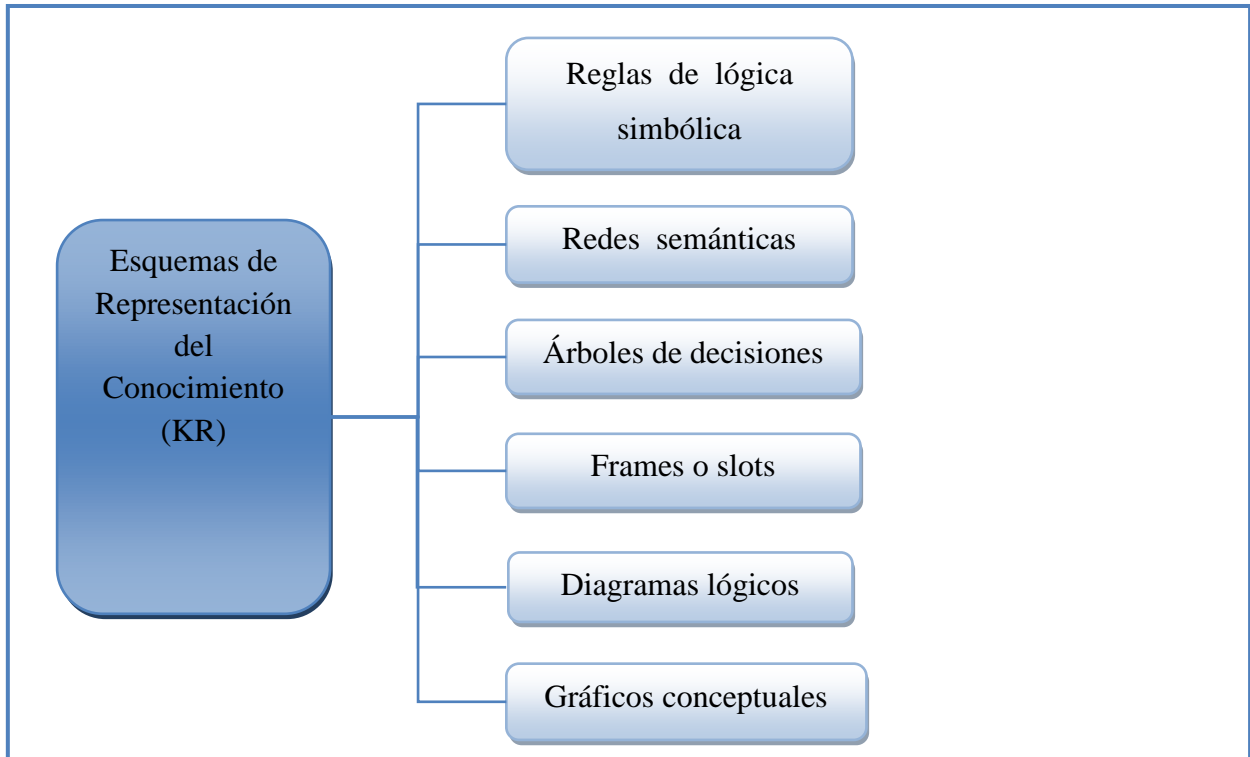 Esquemas de
Representación
del
Conocimiento
(KR)
Reglas de lógica
simbólica
Redes semánticas
Árboles de decisiones
Frames o slots
Diagramas lógicos
Gráficos conceptuales